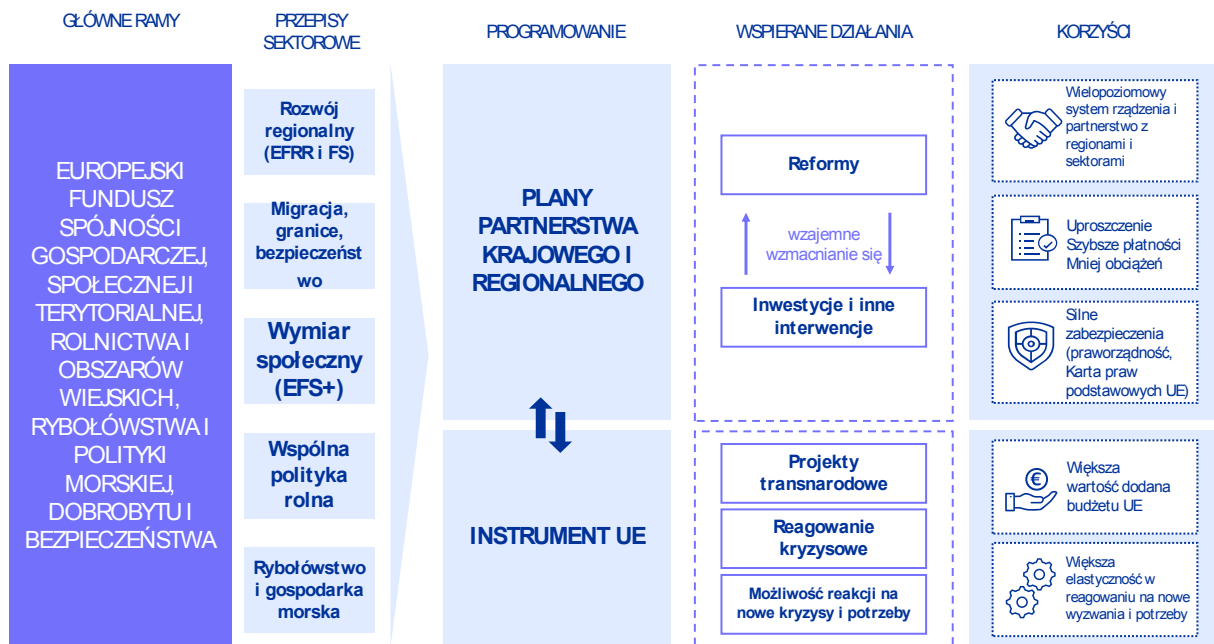 GŁÓWNE RAMY
PRZEPISY
SEKTOROWE
PROGRAMOWANIE
WSPIERANE DZIAŁANIA
KORZYŚCI
EUROPEJSKI
FUNDUSZ
SPÓJNOŚCI
GOSPODARCZEJ,
SPOŁECZNEJ I
TERYTORIALNEJ,
ROLNICTWA I
OBSZARÓW
WIEJSKICH,
RYBOŁÓWSTWA I
POLITYKI
MORSKIEJ,
DOBROBYTU I
BEZPIECZEŃSTWA
Rozwój
regionalny
(EFRR i FS)
Migracja,
granice,
bezpieczeńst
wo
Wymiar
społeczny
(EFS+)
Wspólna
polityka
rolna
Rybołówstwo
i gospodarka
morska
PLANY
PARTNERSTWA
KRAJOWEGO I
REGIONALNEGO
INSTRUMENT UE
Reformy
wzajemne
wzmacnianie się
Inwestycje i inne
interwencje
Projekty
transnarodowe
Reagowanie
kryzysowe
Możliwość reakcji na
nowe kryzysy i potrzeby
Wielopoziomowy
system rządzenia i
partnerstwo z
regionami i
sektorami
Uproszczenie
Szybsze płatności
Mniej obciążeń
Silne
zabezpieczenia
(praworządność,
Karta praw
podstawowych UE)
Większa
wartość dodana
budżetu UE
Większa
elastyczność w
reagowaniu na nowe
wyzwania i potrzeby